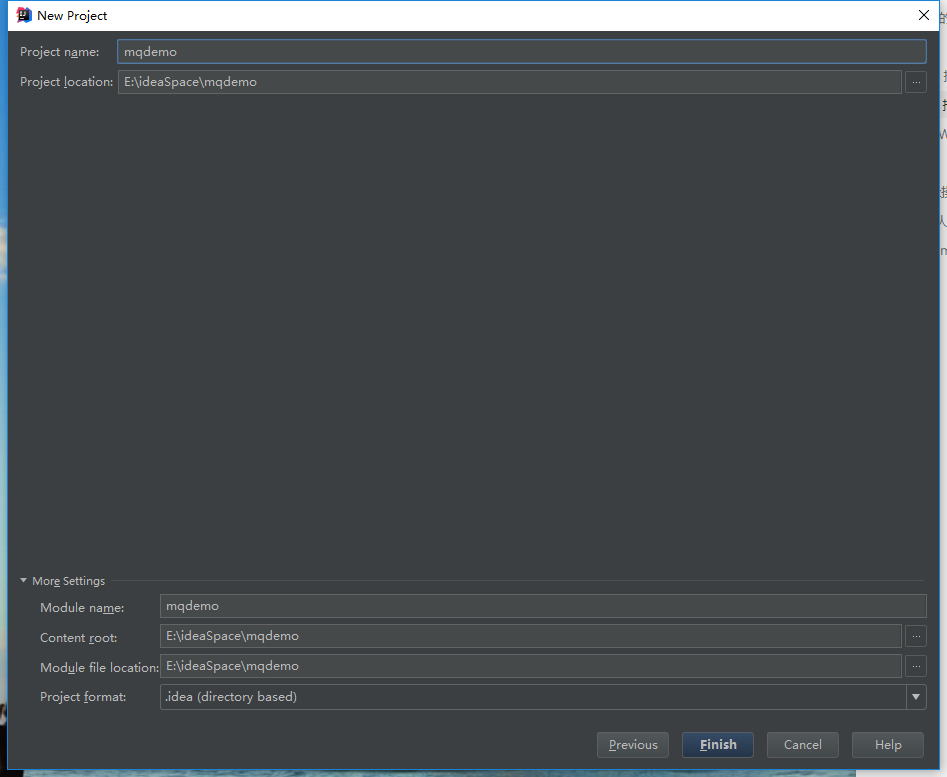 New Project
Project name: mqdemo
Project location: E:\ideaSpace\mqdemo ...
More Settings
Module name: mqdemo
Content root: E:\ideaSpace\mqdemo ...
Module file location: E:\ideaSpace\mqdemo ...
Project format: .idea (directory based)
Previous Finish Cancel Help